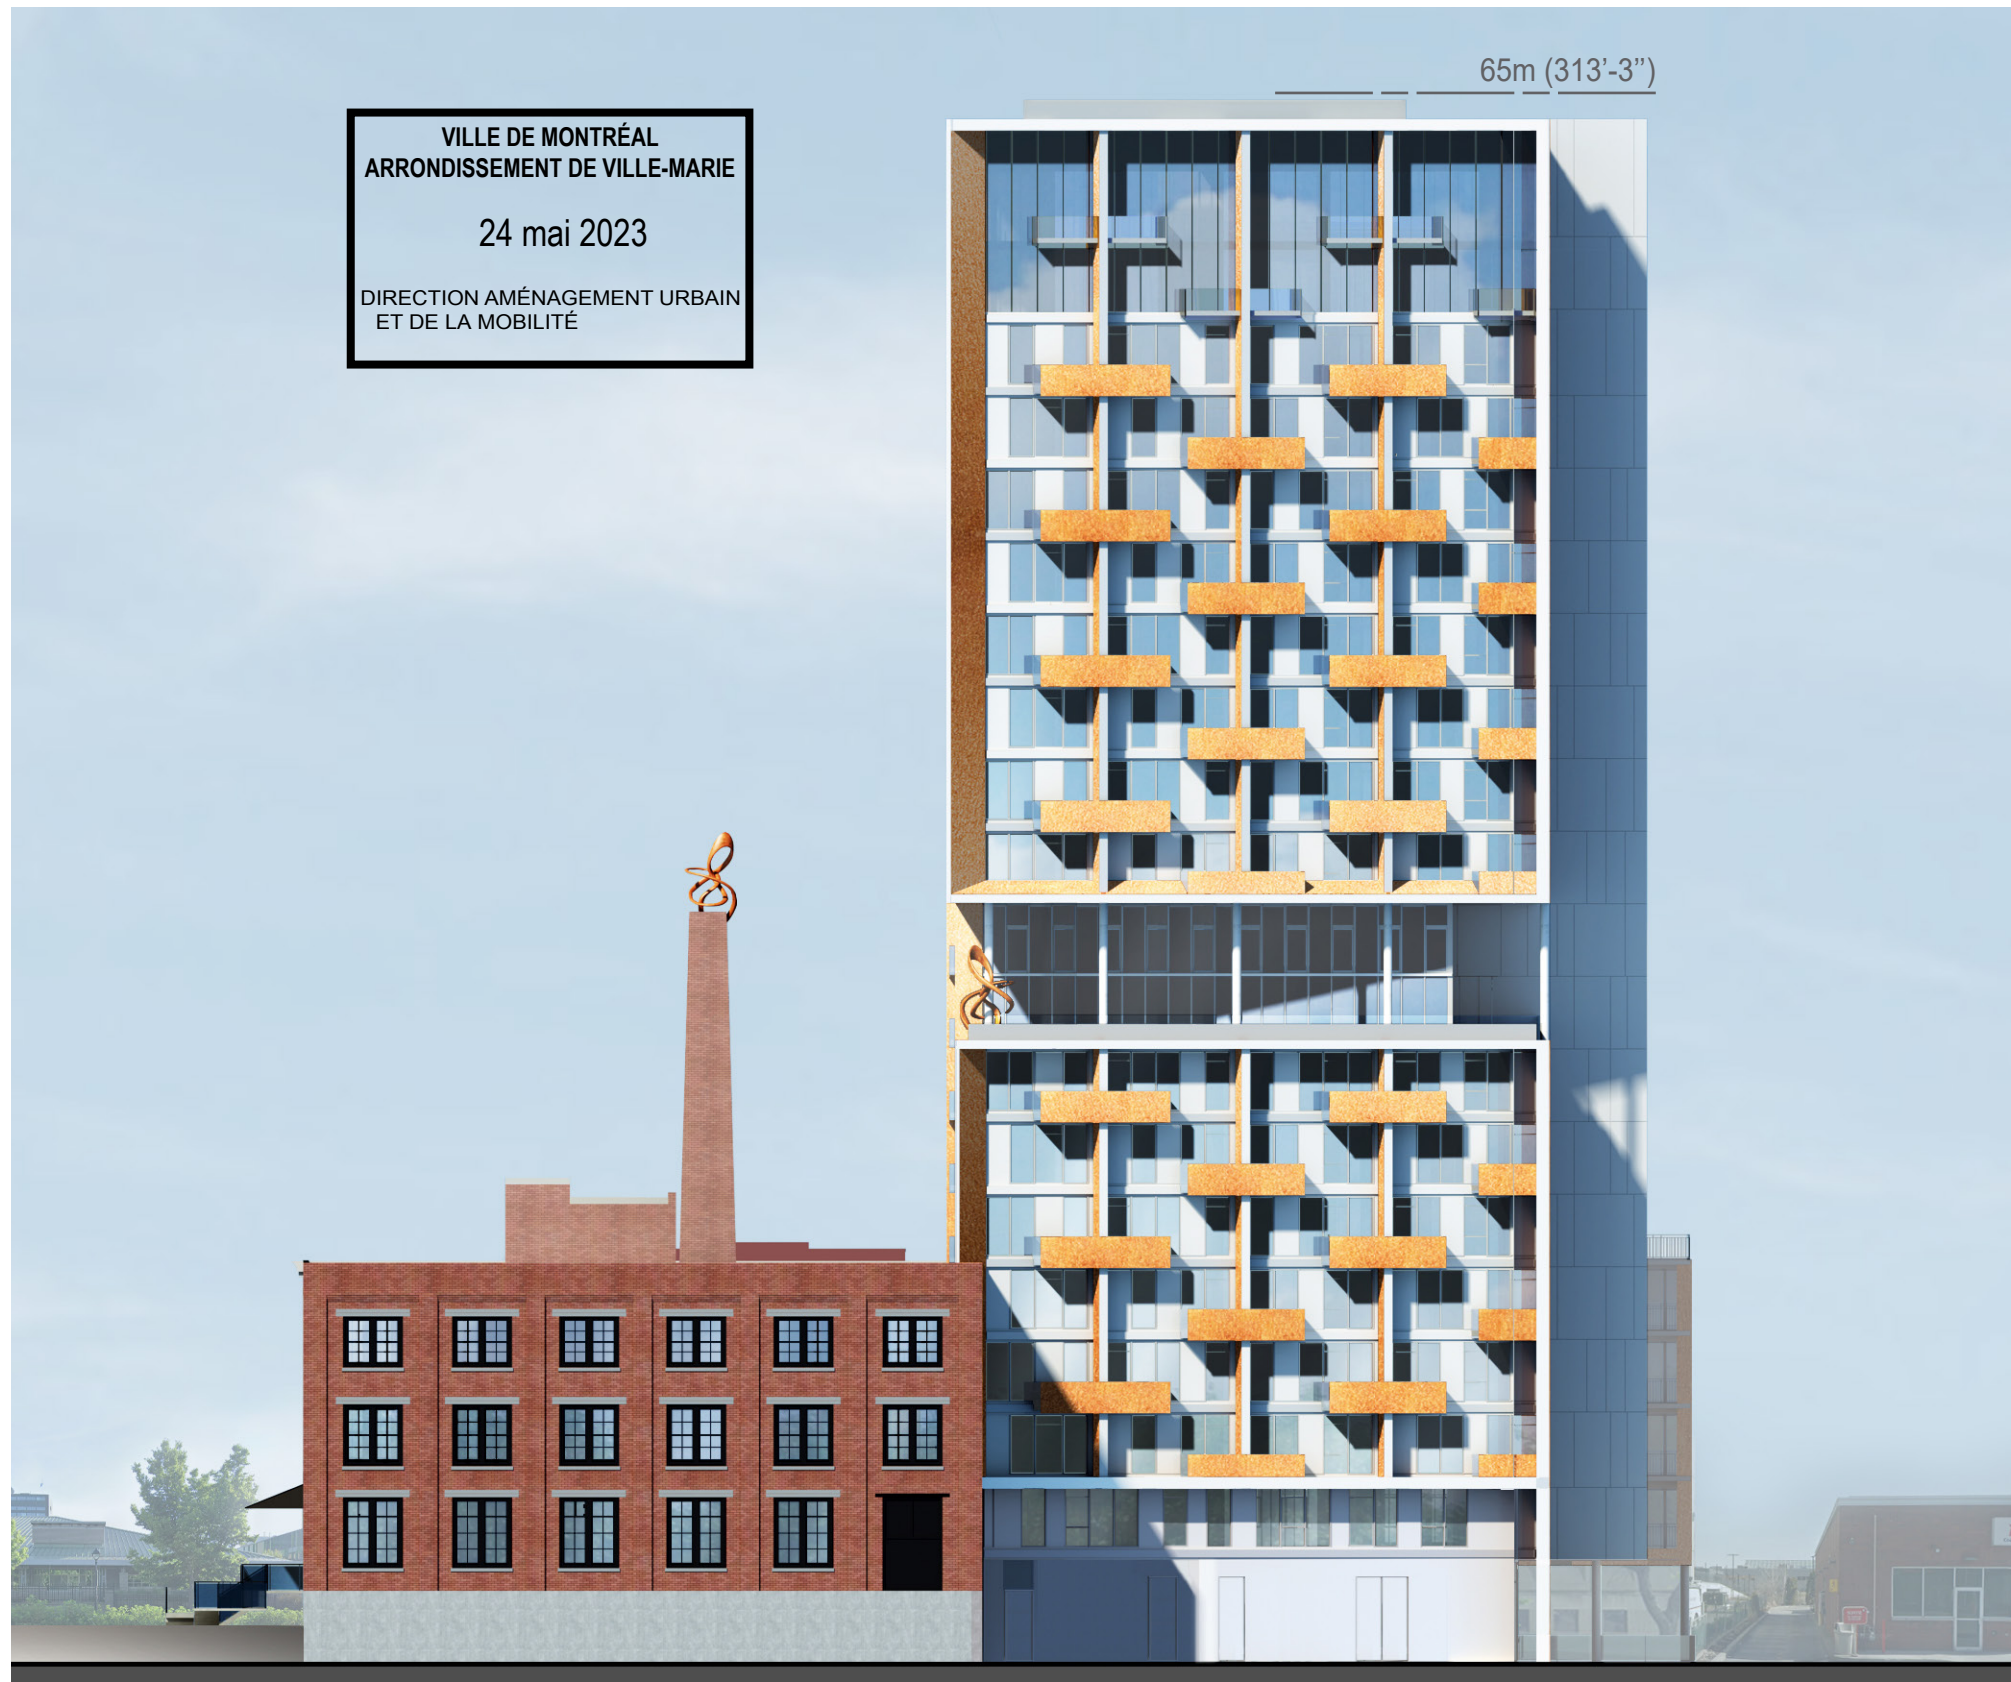 65m (313'-3”)
VILLE DE MONTRÉAL
ARRONDISSEMENT DE VILLE-MARIE
24 mai 2023
DIRECTION AMÉNAGEMENT URBAIN
ET DE LA MOBILITÉ